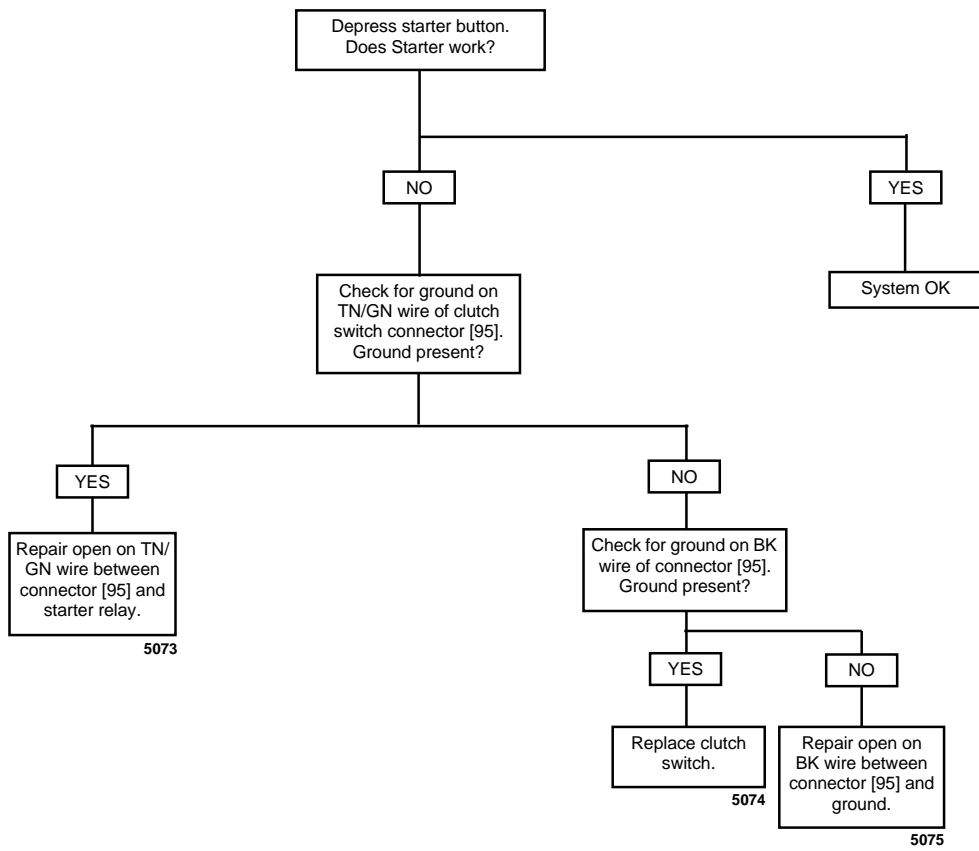 Depress starter button.
Does Starter work?
NO
YES
Check for ground on
TN/GN wire of clutch
switch connector [95].
Ground present?
System OK
YES
NO
Repair open on TN/
GN wire between
connector [95] and
starter relay.
5073
Check for ground on BK
wire of connector [95].
Ground present?
YES
NO
Replace clutch
switch.
5074
Repair open on
BK wire between
connector [95] and
ground.
5075